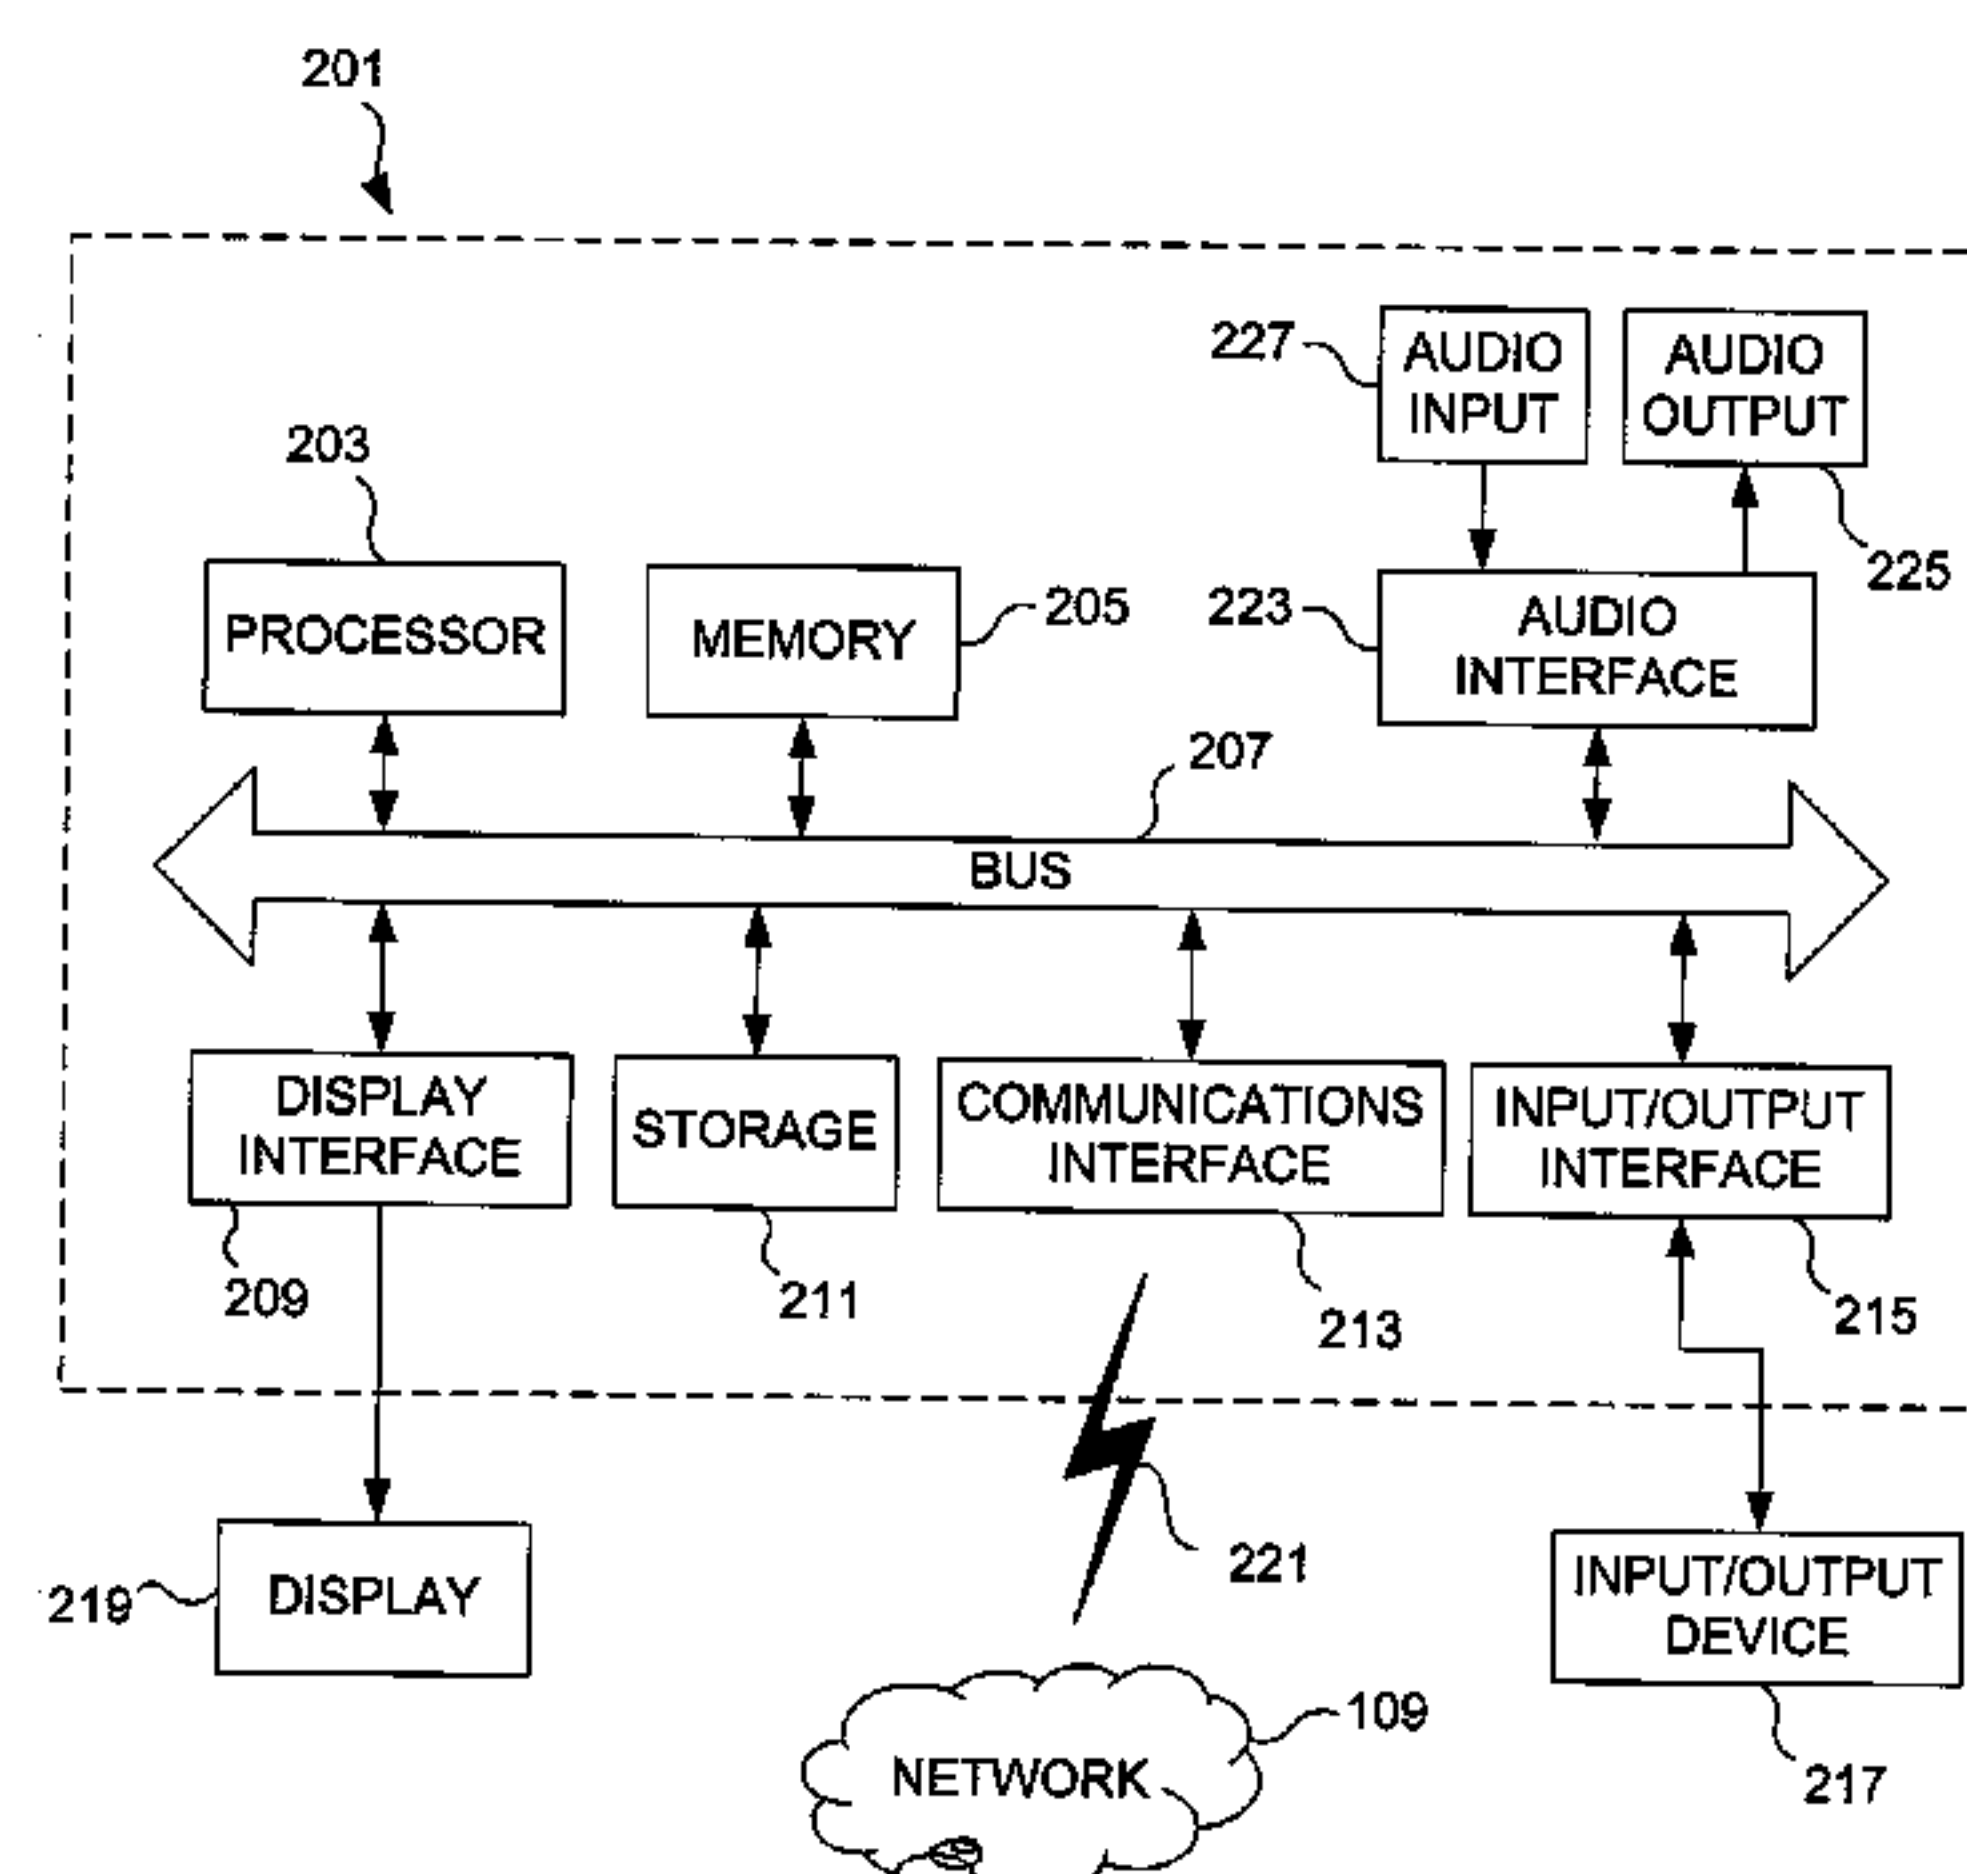 201
227
AUDIO
INPUT
AUDIO
OUTPUT
225
203
PROCESSOR
MEMORY
205
223
AUDIO
INTERFACE
207
BUS
DISPLAY
INTERFACE
209
STORAGE
211
COMMUNICATIONS
INTERFACE
213
INPUT/OUTPUT
INTERFACE
215
221
219
DISPLAY
INPUT/OUTPUT
DEVICE
217
109
NETWORK